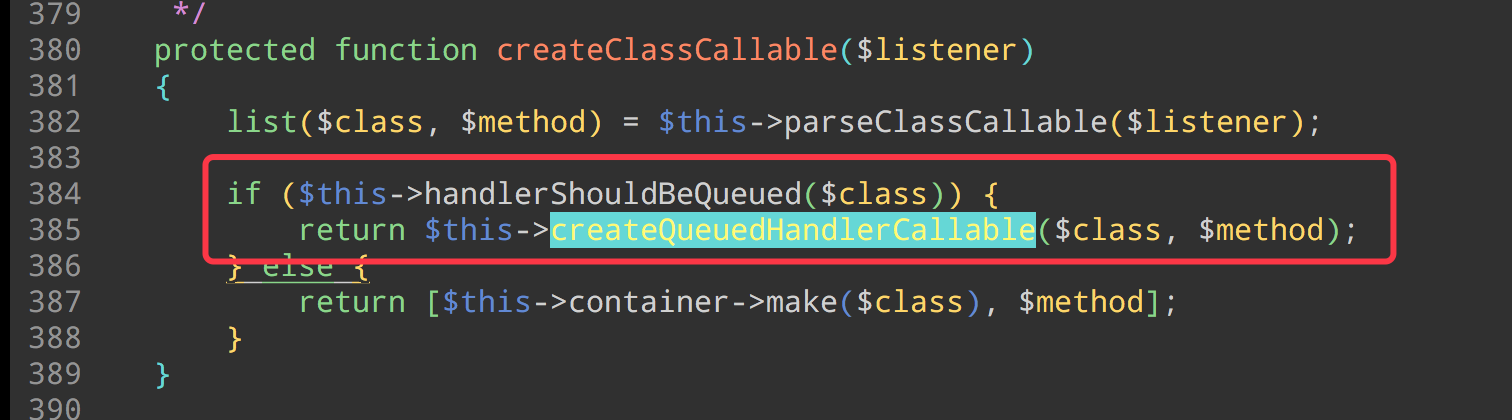 379 */
380 protected function createClassCallable($listener)
381 {
382 list($class, $method) = $this->parseClassCallable($listener);
383
384 if ($this->handlerShouldBeQueued($class)) {
385 return $this->createQueuedHandlerCallable($class, $method);
386 } else {
387 return [$this->container->make($class), $method];
388 }
389 }
390